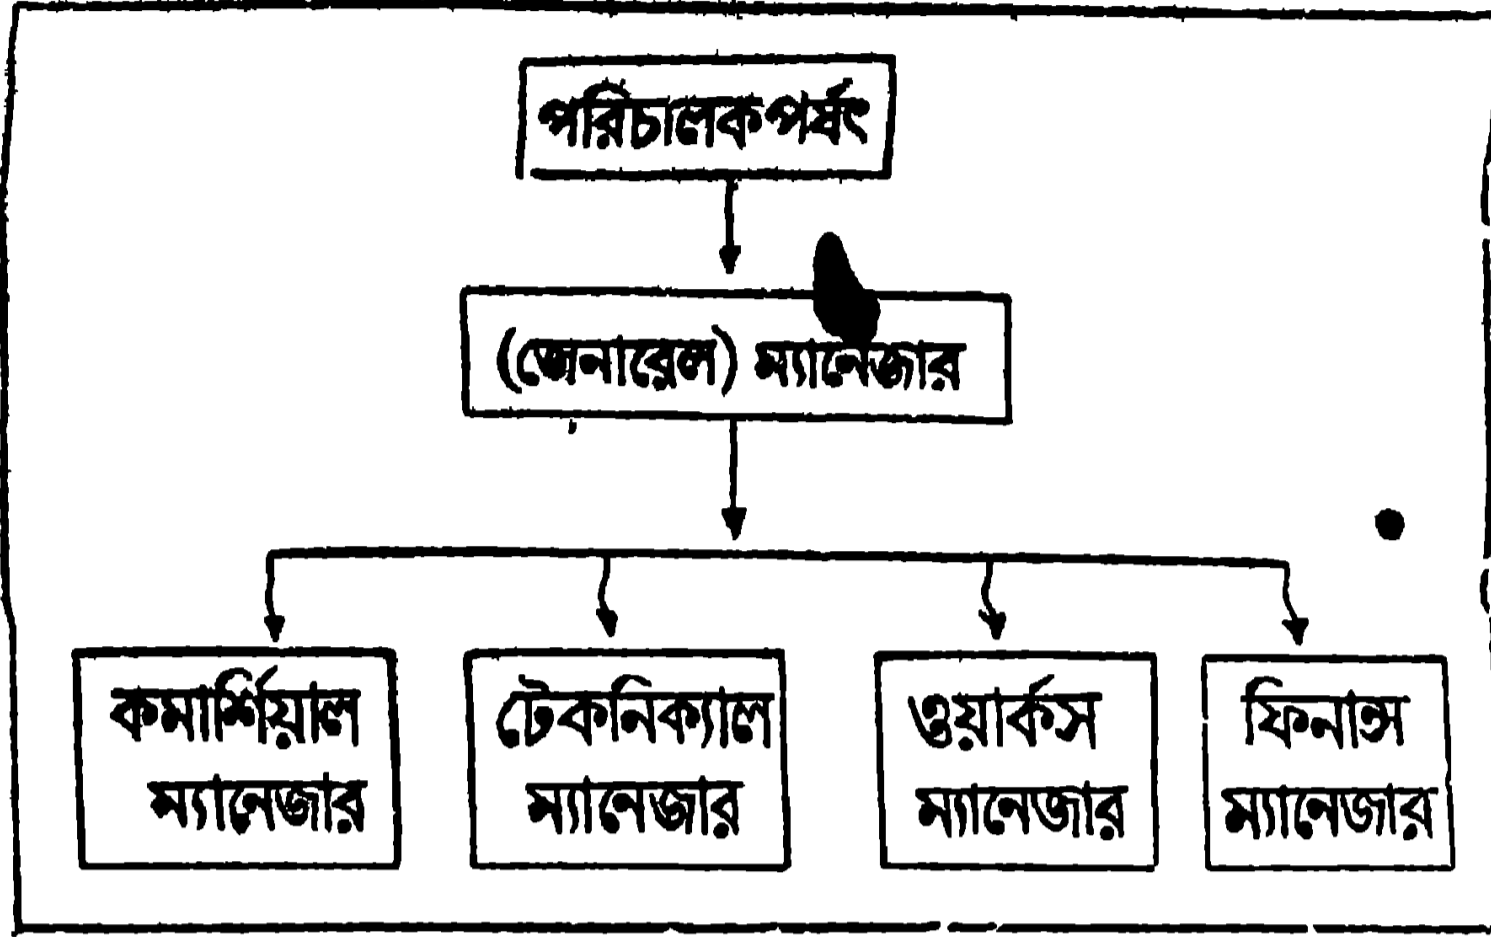 পরিচালকপর্ষৎ
(জেনারেল) ম্যানেজার
কমার্শিয়াল
ম্যানেজার
টেকনিক্যাল
ম্যানেজার
ওয়ার্কস
ম্যানেজার
ফিনান্স
ম্যানেজার